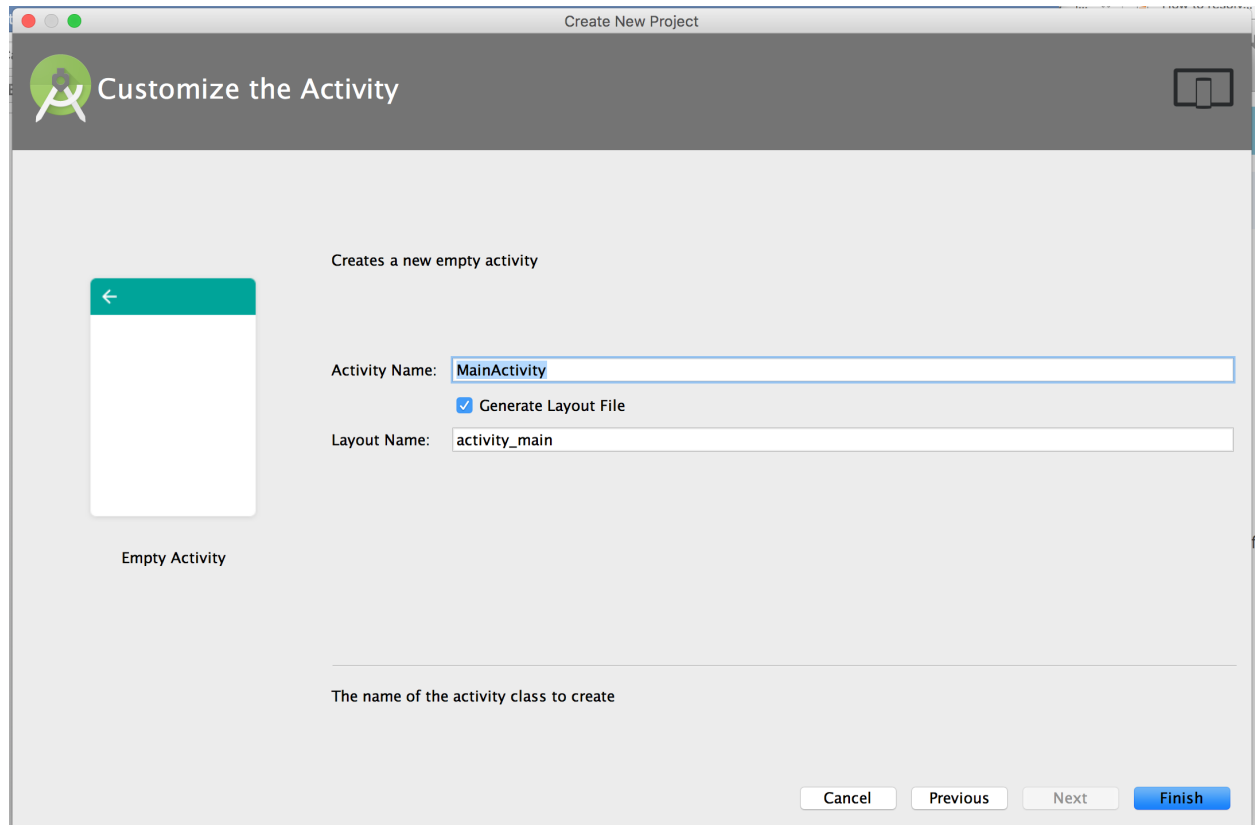 Create New Project
Customize the Activity
Creates a new empty activity
Activity Name: MainActivity
Generate Layout File
Layout Name: activity_main
Empty Activity
The name of the activity class to create
Cancel Previous Next Finish